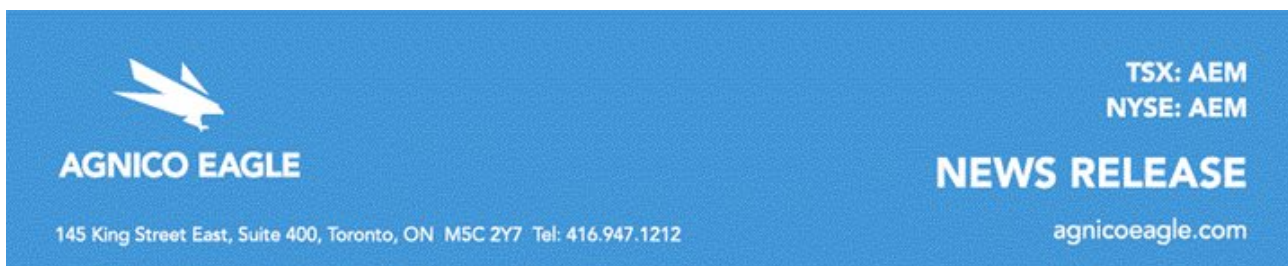 TSX: AEM
NYSE: AEM
AGNICO EAGLE
NEWS RELEASE
145 King Street East, Suite 400, Toronto, ON M5C 2Y7 Tel: 416.947.1212
agnicoeagle.com